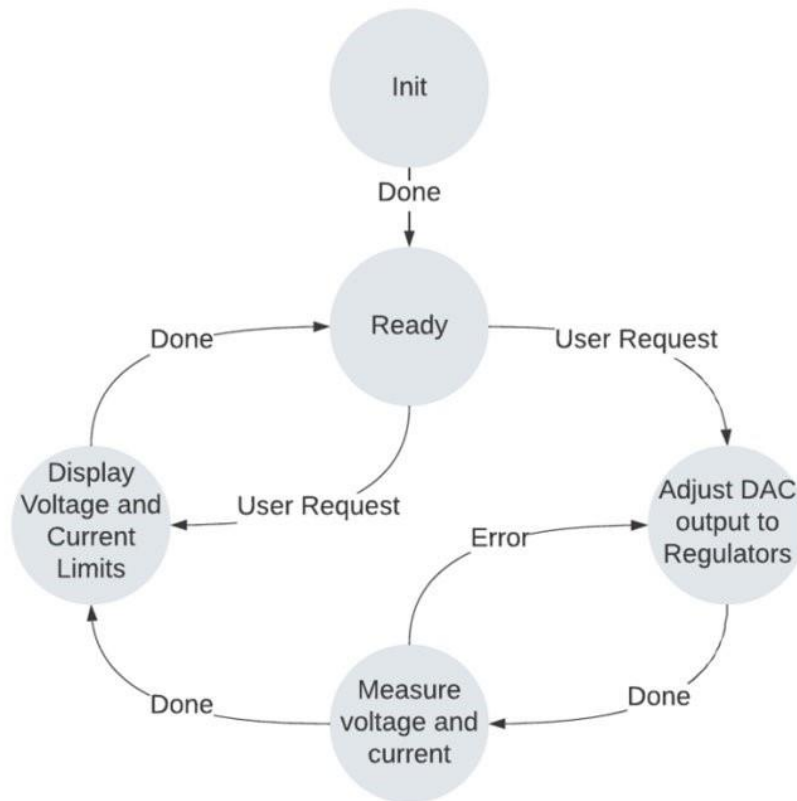 Init
Done
Ready
Done
User Request
Display
Voltage and
Current
Limits
User Request
Adjust DAC
output to
Regulators
Error
Measure
voltage and
current
Done
Done